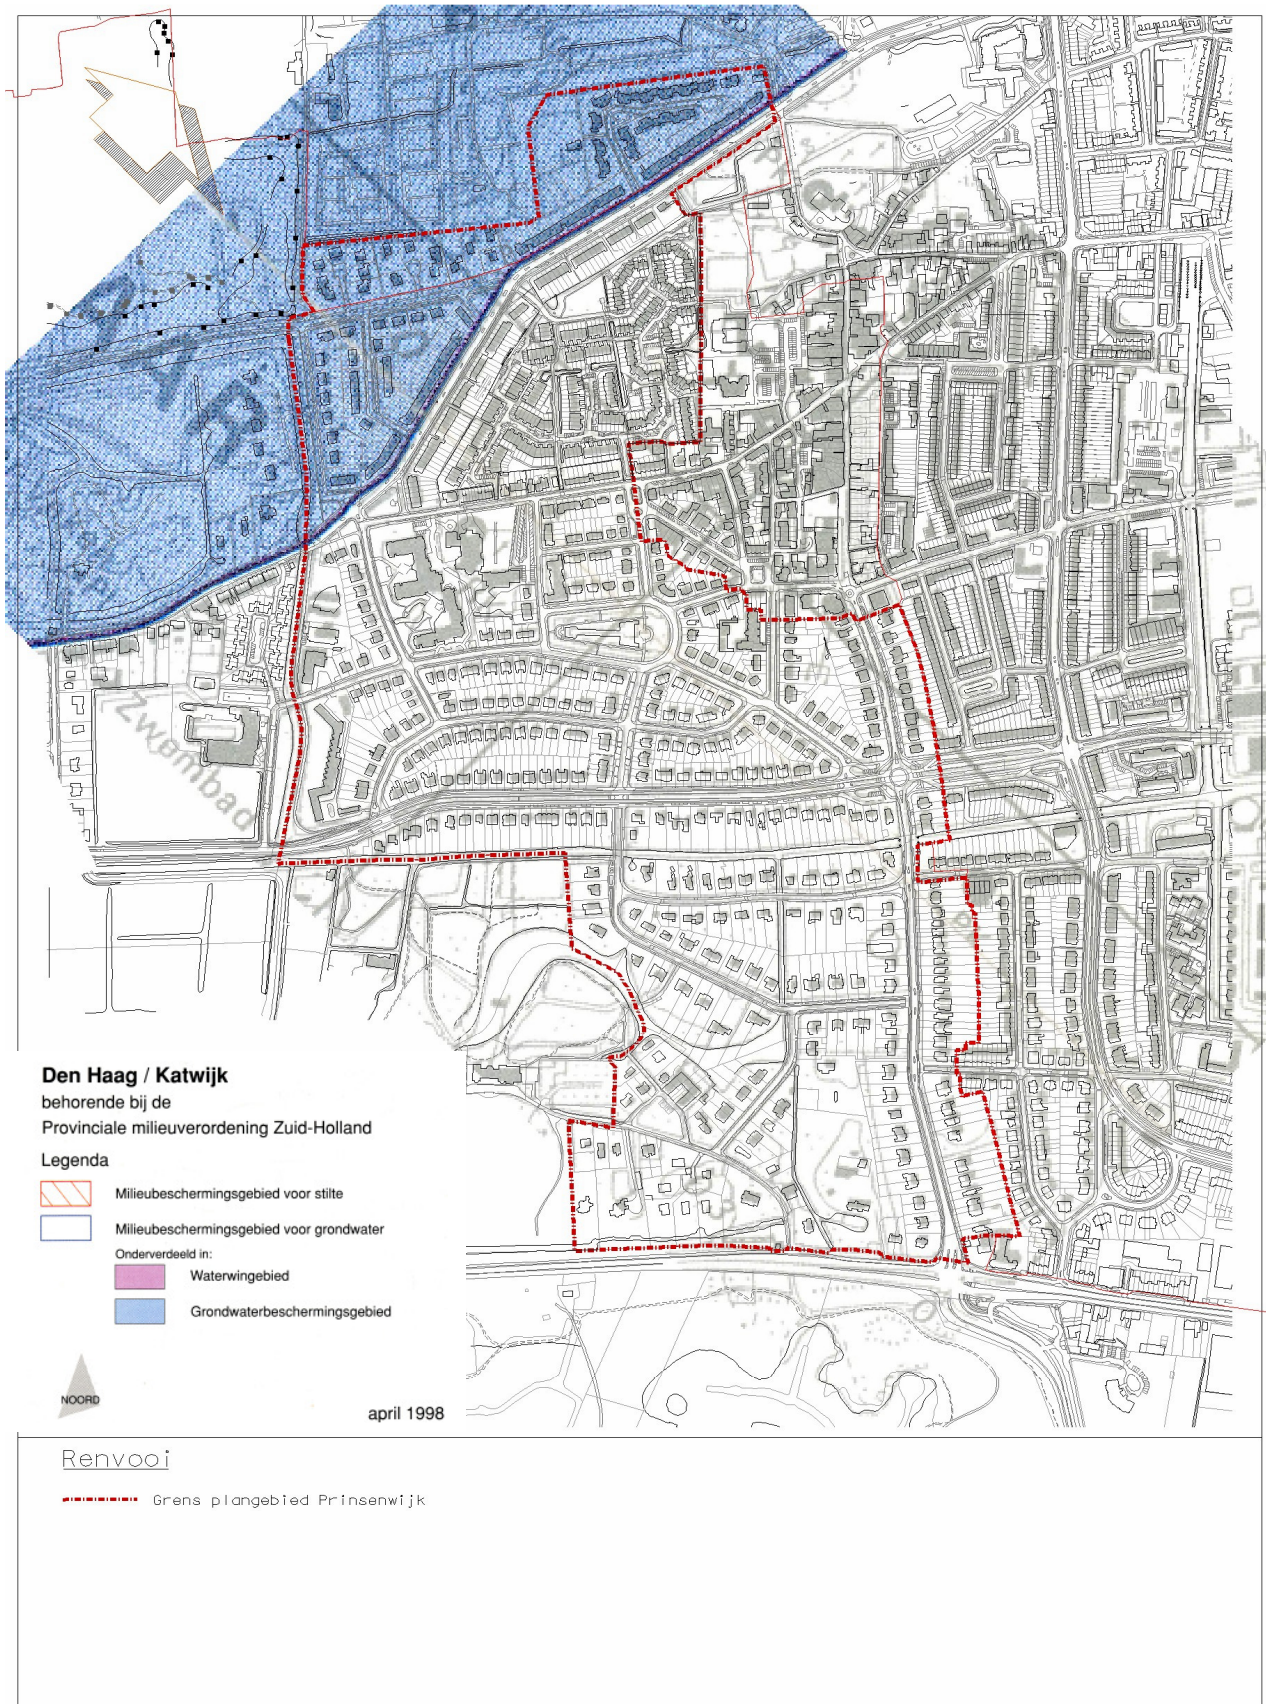 Zwembad
Den Haag / Katwijk
behorende bij de
Provinciale milieuverordening Zuid-Holland
Legenda
Milieubeschermingsgebied voor stilte
Milieubeschermingsgebied voor grondwater
Onderverdeeld in:
Waterwingebied
Grondwaterbeschermingsgebied
NOORD
april 1998
Renvooi
Grens plangebied Prinsenwijk